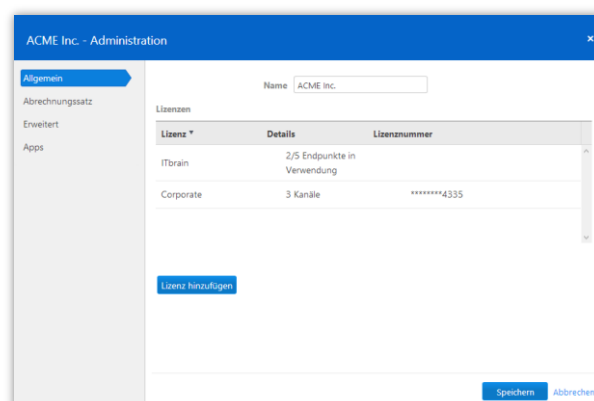 ACME Inc. - Administration
×
Allgemein
Abrechnungssatz
Erweitert
Apps
Name ACME Inc.
Lizenzen
Lizenz Details Lizenznummer
ITbrain 2/5 Endpunkte in
Verwendung
Corporate 3 Kanäle ********4335
Lizenz hinzufügen
Speichern Abbrechen